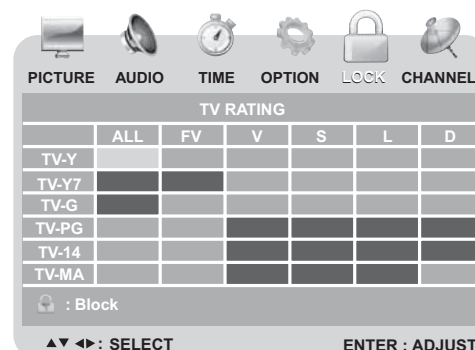 PICTURE AUDIO TIME OPTION LOCK CHANNEL
TV RATING
ALL FV V S L D
TV-Y
TV-Y7
TV-G
TV-PG
TV-14
TV-MA
: Block
▲▼ ◀▶ : SELECT ENTER : ADJUST